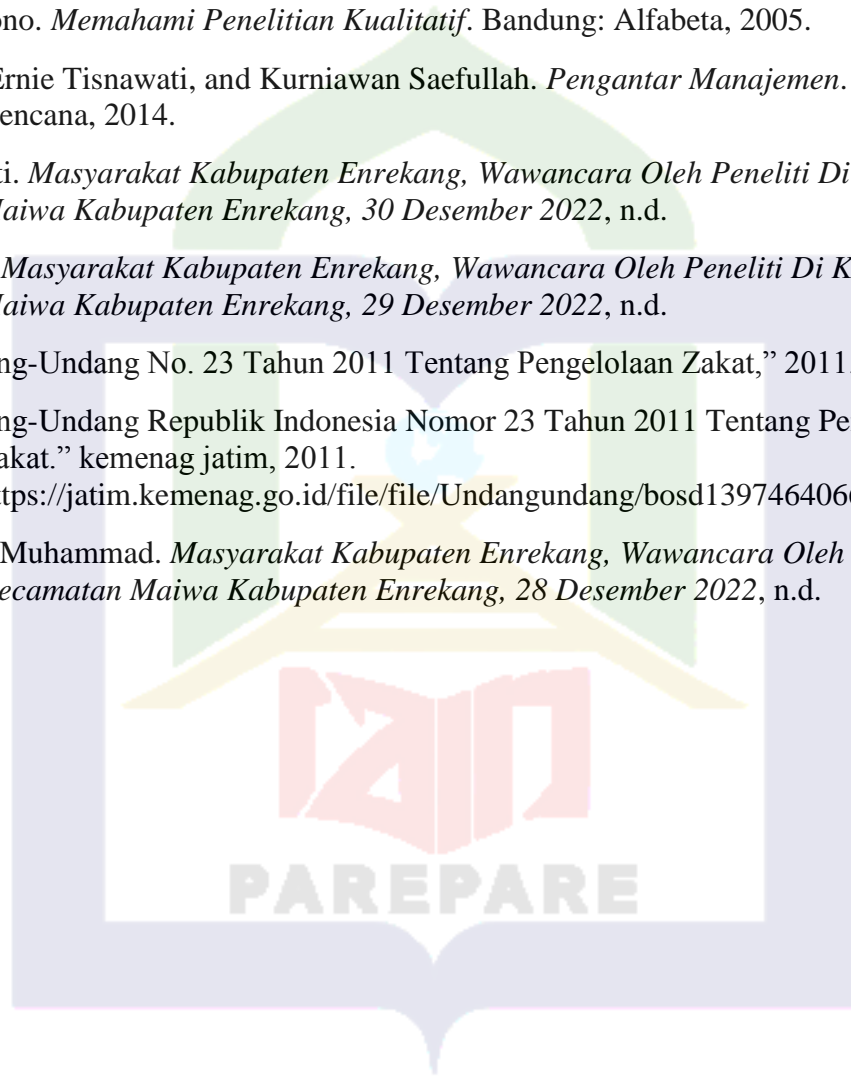 ono. Memahami Penelitian Kualitatif. Bandung: Alfabeta, 2005.
Ernie Tisnawati, and Kurniawan Saefullah. Pengantar Manajemen.
encana, 2014.
ti. Masyarakat Kabupaten Enrekang, Wawancara Oleh Peneliti Di
Maiwa Kabupaten Enrekang, 30 Desember 2022, n.d.
Masyarakat Kabupaten Enrekang, Wawancara Oleh Peneliti Di K
Maiwa Kabupaten Enrekang, 29 Desember 2022, n.d.
ng-Undang No. 23 Tahun 2011 Tentang Pengelolaan Zakat,” 2011.
ng-Undang Republik Indonesia Nomor 23 Tahun 2011 Tentang Pe
akat.” kemenag jatim, 2011.
ttps://jatim.kemenag.go.id/file/file/Undangundang/bosd1397464066
Muhammad. Masyarakat Kabupaten Enrekang, Wawancara Oleh
ecamatan Maiwa Kabupaten Enrekang, 28 Desember 2022, n.d.
PAREPARE